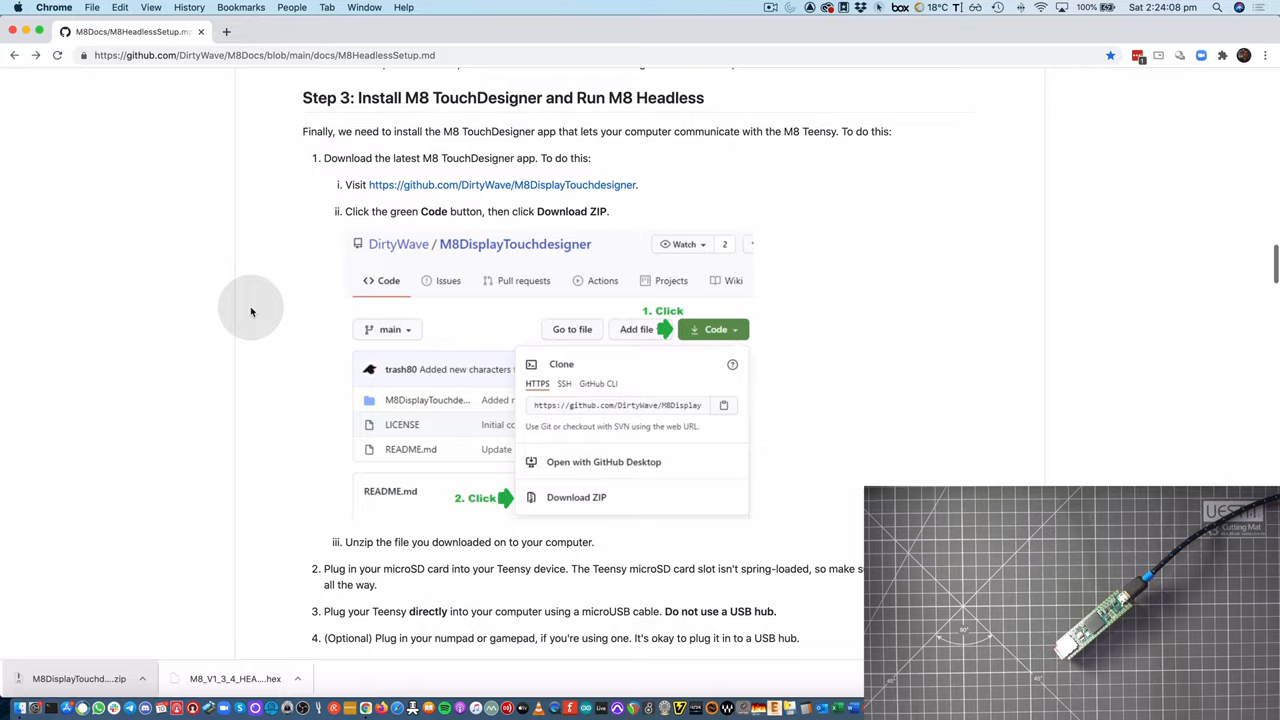 Chrome File Edit View History Bookmarks People Tab Window Help
box 18°C 100% Sat 2:24:08 pm
M8Docs/M8HeadlessSetup.m
https://github.com/DirtyWave/M8Docs/blob/main/docs/M8HeadlessSetup.md
Step 3: Install M8 TouchDesigner and Run M8 Headless
Finally, we need to install the M8 TouchDesigner app that lets your computer communicate with the M8 Teensy. To do this:
1. Download the latest M8 TouchDesigner app. To do this:
i. Visit https://github.com/DirtyWave/M8DisplayTouchdesigner.
ii. Click the green Code button, then click Download ZIP.
DirtyWave / M8DisplayTouchdesigner Watch 2
Code Issues Pull requests Actions Projects Wiki
1. Click
main Go to file Add file Code
Clone
trash80 Added new characters
HTTPS SSH GitHub CLI
M8DisplayTouchde... Added
https://github.com/DirtyWave/M8Display
LICENSE Initial
Use Git or checkout with SVN using the web URL.
README.md Update
Open with GitHub Desktop
README.md
2. Click Download ZIP
iii. Unzip the file you downloaded on to your computer.
2. Plug in your microSD card into your Teensy device. The Teensy microSD card slot isn't spring-loaded, so make
all the way.
3. Plug your Teensy directly into your computer using a microUSB cable. Do not use a USB hub.
4. (Optional) Plug in your numpad or gamepad, if you're using one. It's okay to plug it in to a USB hub.
Cutting Mat
90°
45°
45°
M8DisplayTouchd....zip M8_V1_3_4_HEA....hex